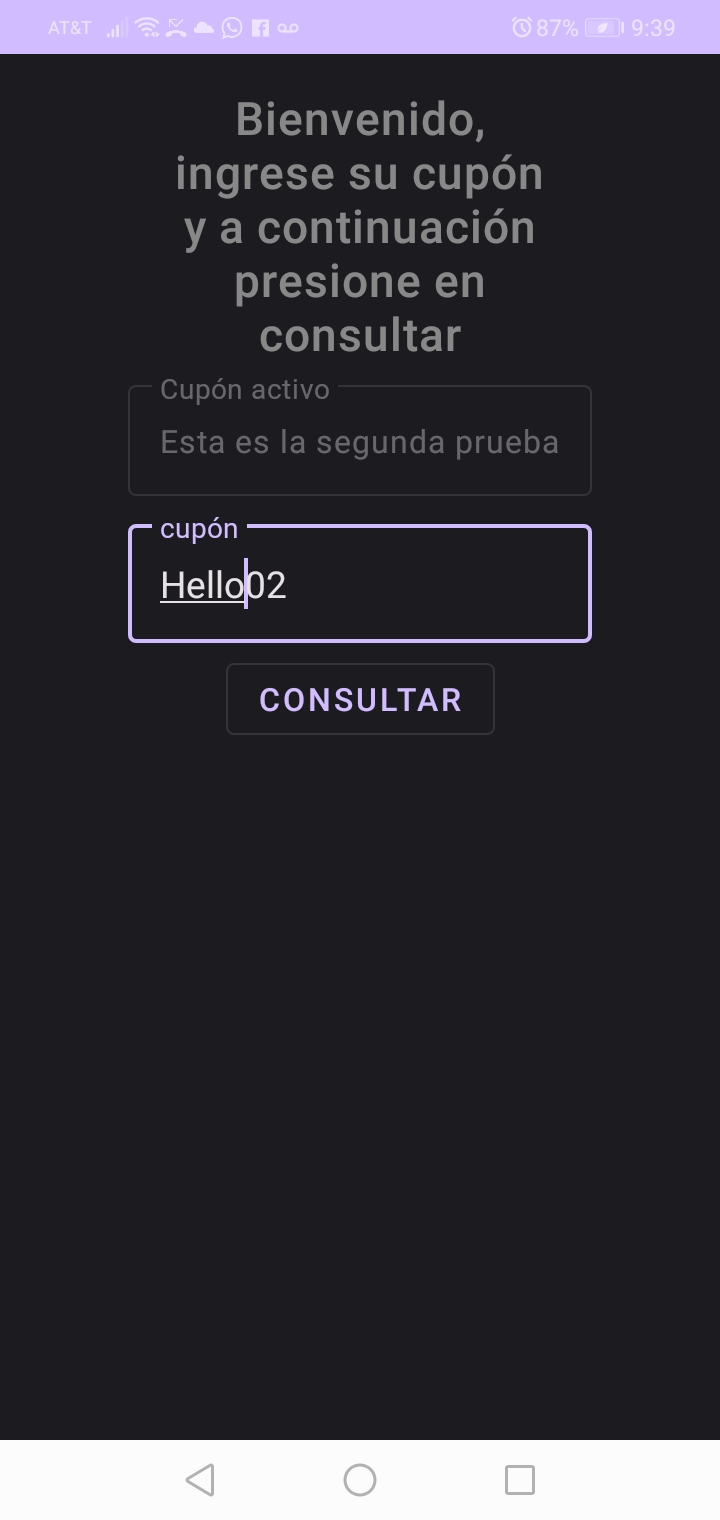 AT&T 87% 9:39
Bienvenido,
ingrese su cupón
y a continuación
presione en
consultar
Cupón activo
Esta es la segunda prueba
cupón
Hello02
CONSULTAR